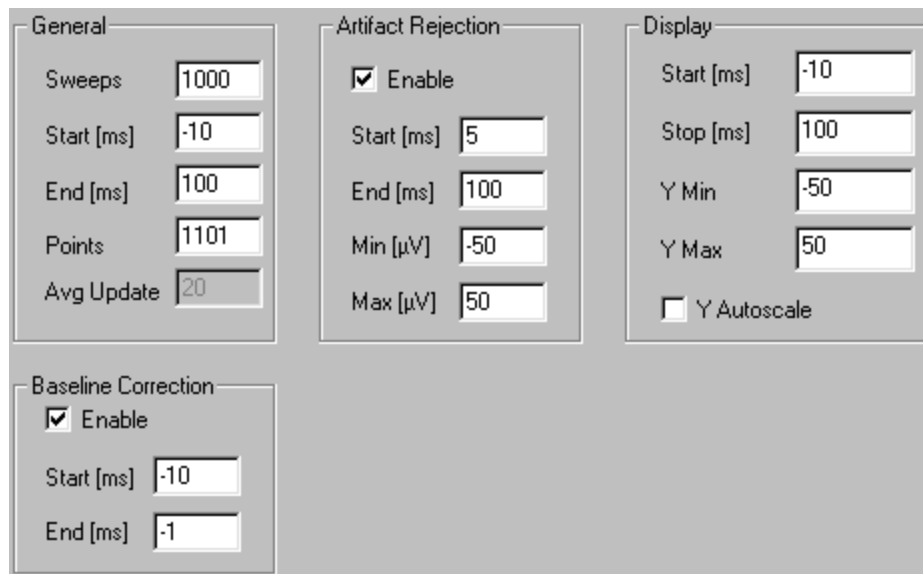 General
Sweeps 1000
Start [ms] -10
End [ms] 100
Points 1101
Avg Update 20
Artifact Rejection
Enable
Start [ms] 5
End [ms] 100
Min [µV] -50
Max [µV] 50
Display
Start [ms] -10
Stop [ms] 100
Y Min -50
Y Max 50
Y Autoscale
Baseline Correction
Enable
Start [ms] -10
End [ms] -1